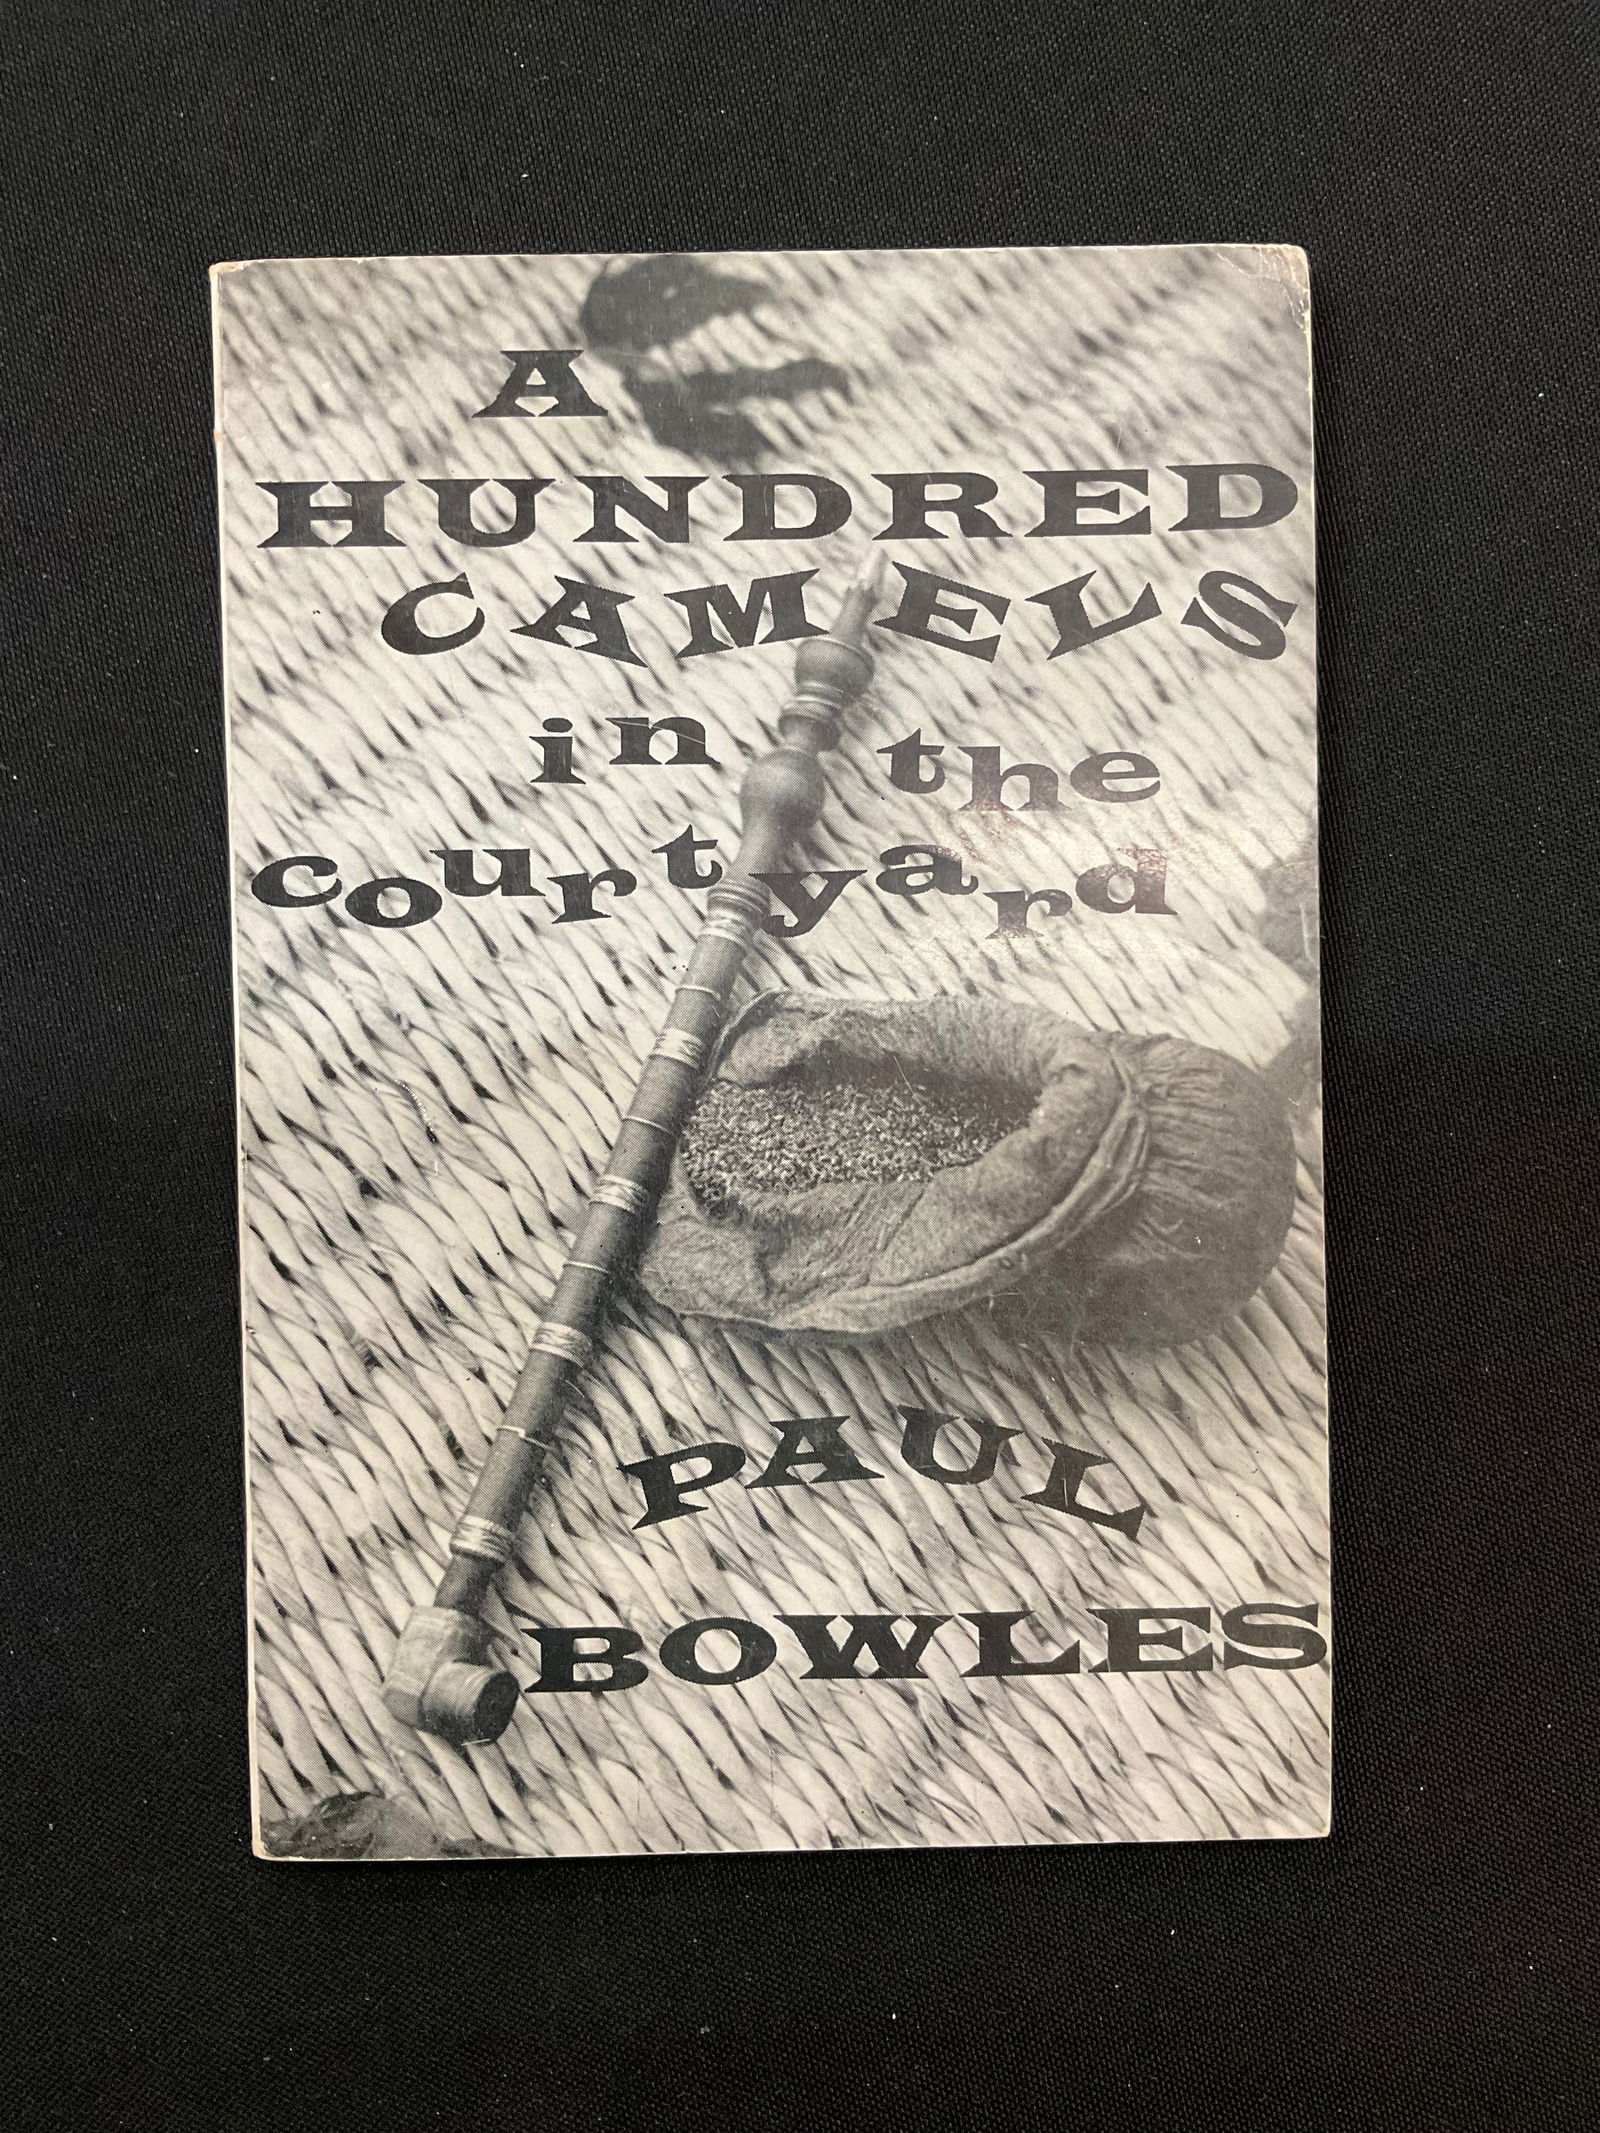 A
HUNDRED
CAMELS
in the
courtyard
PAUL
BOWLES